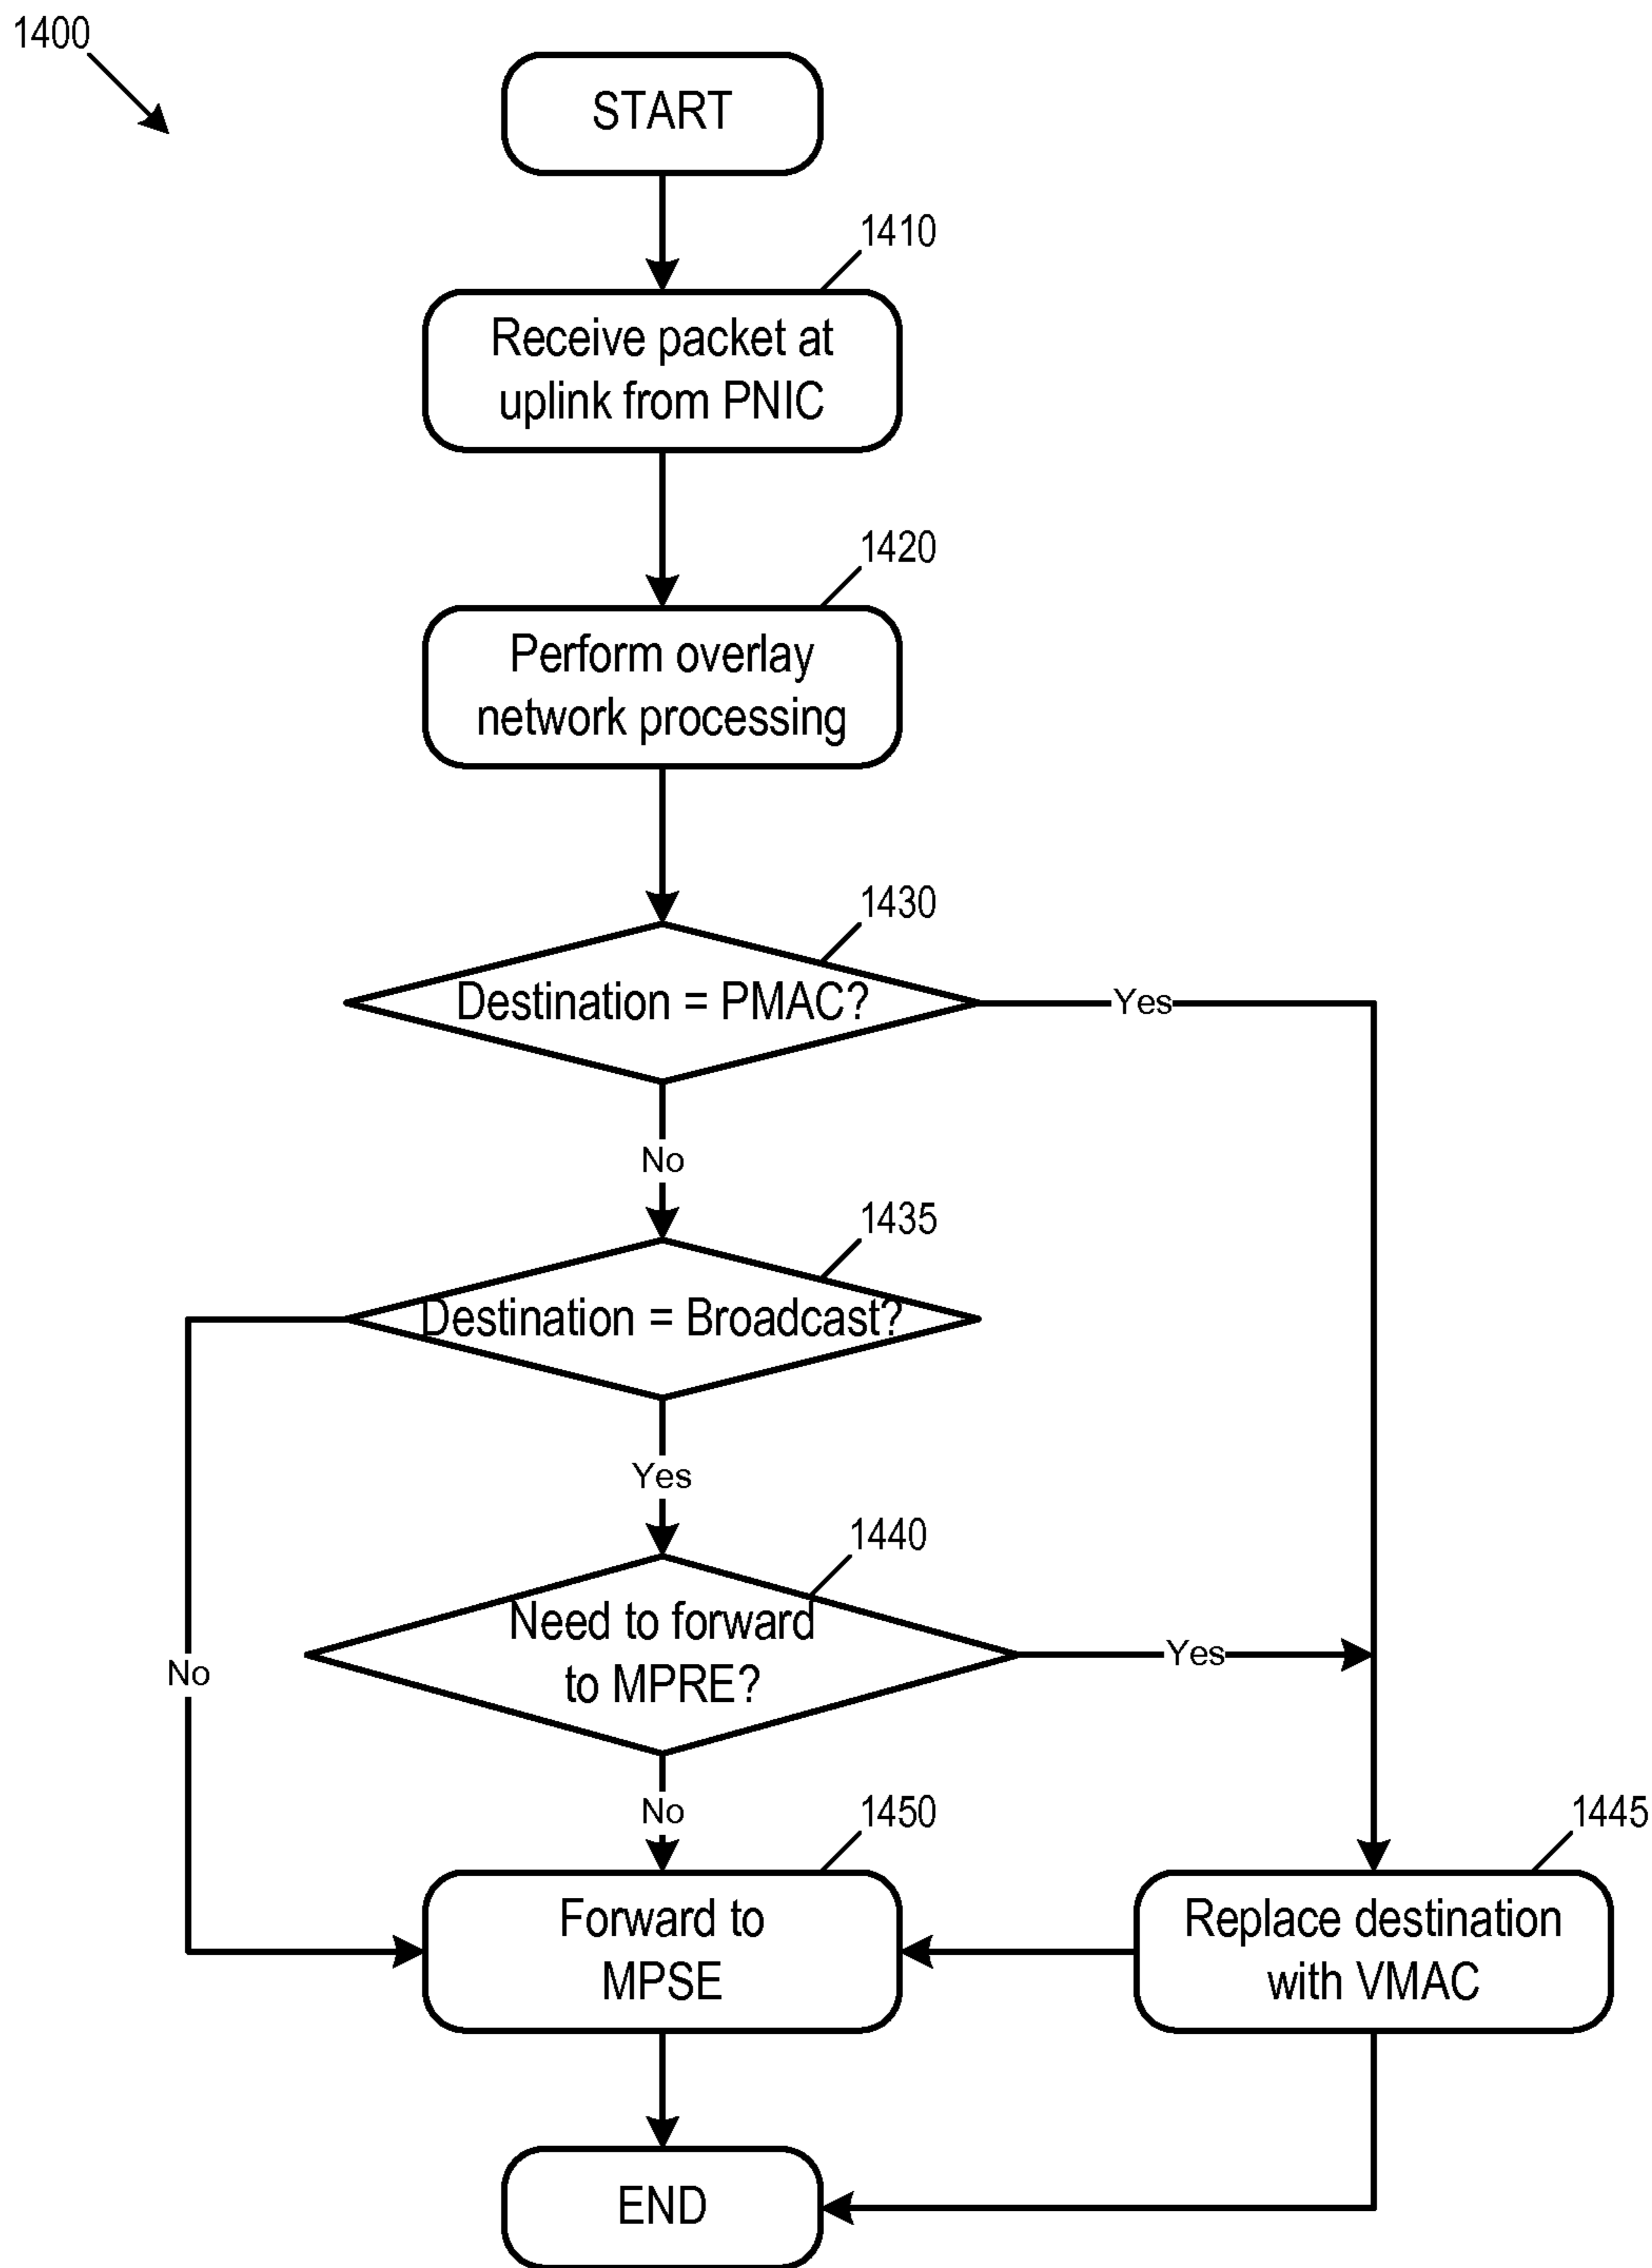 1400
START
1410
Receive packet at
uplink from PNIC
1420
Perform overlay
network processing
1430
Destination = PMAC?
Yes
No
1435
Destination = Broadcast?
Yes
1440
Need to forward
to MPRE?
Yes
No
No
1450
Forward to
MPSE
1445
Replace destination
with VMAC
END